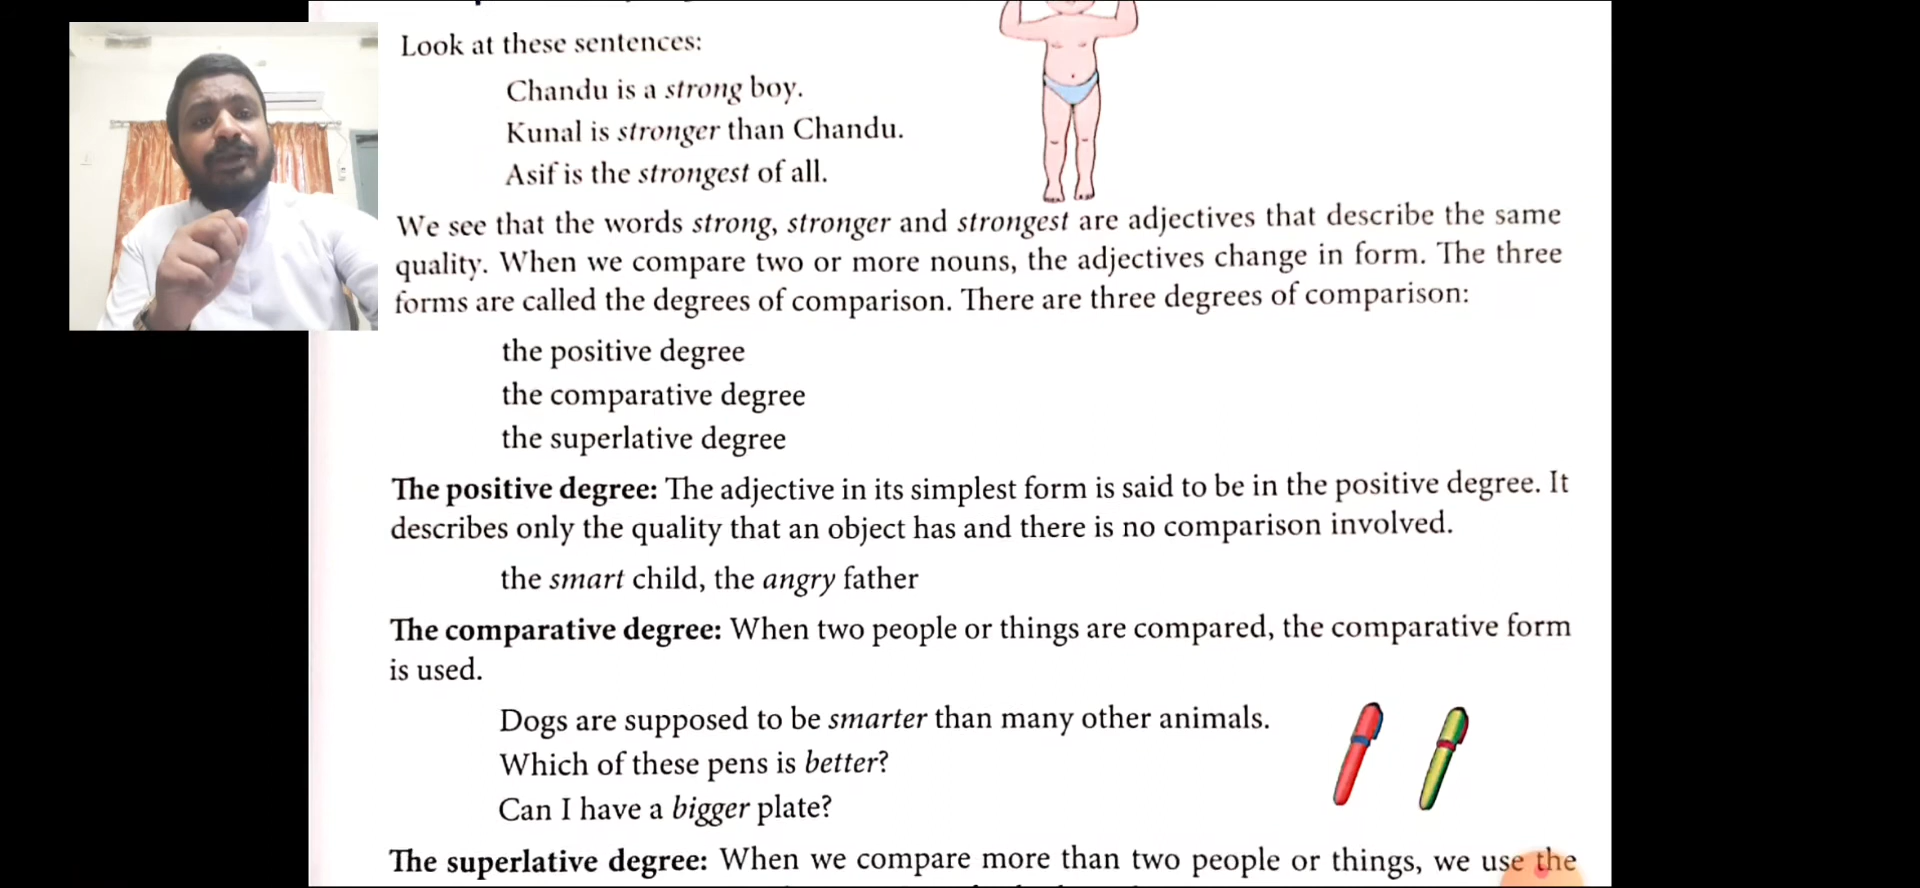 Look at these sentences:
Chandu is a strong boy.
Kunal is stronger than Chandu.
Asif is the strongest of all.
We see that the words strong, stronger and strongest are adjectives that describe the same
quality. When we compare two or more nouns, the adjectives change in form. The three
forms are called the degrees of comparison. There are three degrees of comparison:
the positive degree
the comparative degree
the superlative degree
The positive degree: The adjective in its simplest form is said to be in the positive degree. It
describes only the quality that an object has and there is no comparison involved.
the smart child, the angry father
The comparative degree: When two people or things are compared, the comparative form
is used.
Dogs are supposed to be smarter than many other animals.
Which of these pens is better?
Can I have a bigger plate?
The superlative degree: When we compare more than two people or things, we use the